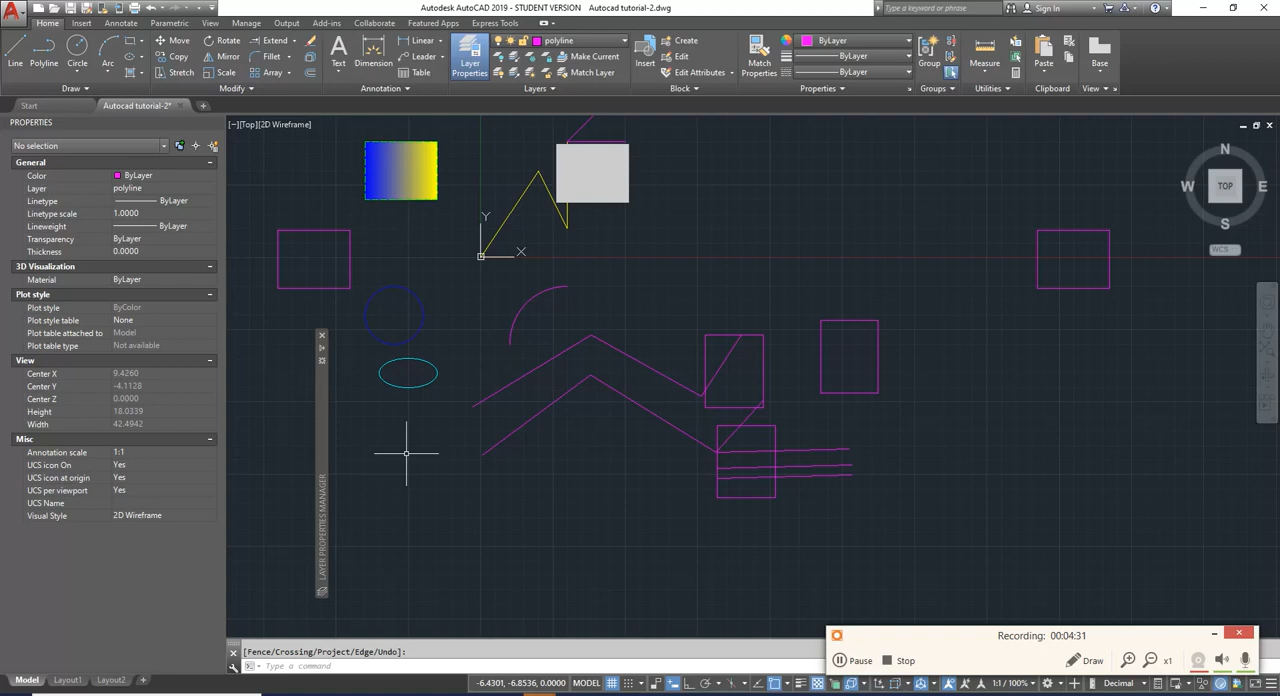 Autodesk AutoCAD 2019 - STUDENT VERSION Autocad tutorial-2.dwg
Type a keyword or phrase
Sign In
Home Insert Annotate Parametric View Manage Output Add-ins Collaborate Featured Apps Express Tools
Line Polyline Circle Arc
Move Rotate Extend
Copy Mirror Fillet
Stretch Scale Array
Text Dimension
Linear
Leader
Table
Layer Properties
polyline
Make Current
Match Layer
Insert
Create
Edit
Edit Attributes
Match Properties
ByLayer
ByLayer
ByLayer
Group
Measure
Paste
Base
Draw Modify Annotation Layers Block Properties Groups Utilities Clipboard View
Start Autocad tutorial-2*
PROPERTIES
[−][Top][2D Wireframe]
No selection
General
Color ByLayer
Layer polyline
Linetype ByLayer
Linetype scale 1.0000
Lineweight ByLayer
Transparency ByLayer
Thickness 0.0000
3D Visualization
Material ByLayer
Plot style
Plot style ByColor
Plot style table None
Plot table attached to Model
Plot table type Not available
View
Center X 9.4260
Center Y -4.1128
Center Z 0.0000
Height 18.0339
Width 42.4942
Misc
Annotation scale 1:1
UCS icon On Yes
UCS icon at origin Yes
UCS per viewport Yes
UCS Name
Visual Style 2D Wireframe
LAYER PROPERTIES MANAGER
Y
X
N
W TOP E
S
WCS
[Fence/Crossing/Project/Edge/Undo]:
Type a command
Recording: 00:04:31
Pause Stop Draw x1
Model Layout1 Layout2
-6.4301, -6.8536, 0.0000 MODEL 1:1 / 100% Decimal